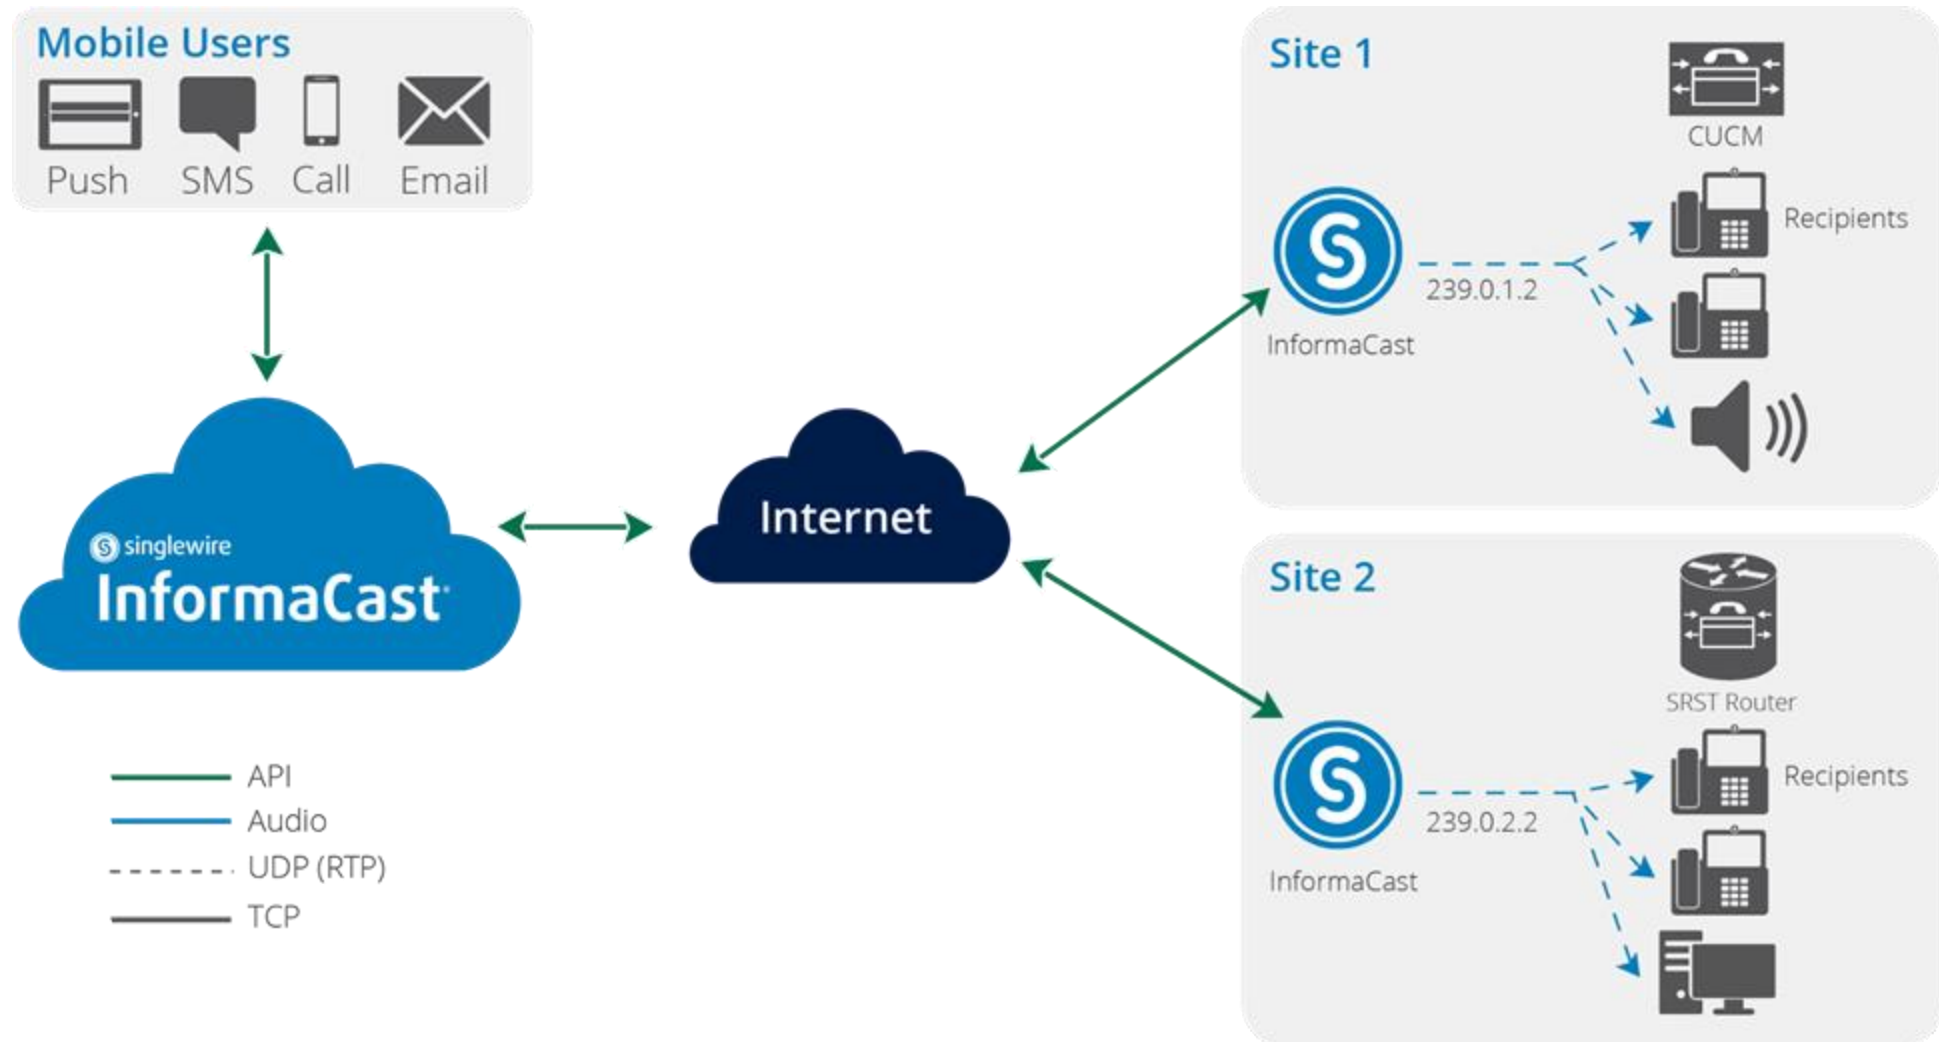 Mobile Users
Push SMS Call Email
singlewire
InformaCast
Internet
API
Audio
UDP (RTP)
TCP
Site 1
CUCM
Recipients
239.0.1.2
InformaCast
Site 2
SRST Router
Recipients
239.0.2.2
InformaCast